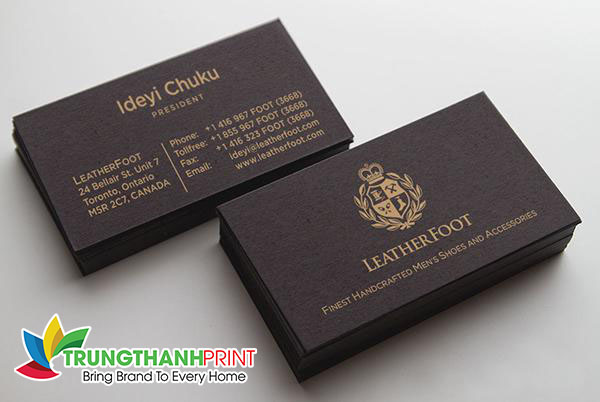 Ideyi Chuku
PRESIDENT
LEATHERFOOT
24 Bellair St. Unit 7
Toronto, Ontario
M5R 2C7, CANADA
Phone: +1 416 967 FOOT (3668)
Tollfree: +1 855 967 FOOT (3668)
Fax: +1 416 323 FOOT (3668)
Email: ideyi@leatherfoot.com
www.leatherfoot.com
LEATHERFOOT
FINEST HANDCRAFTED MEN'S SHOES AND ACCESSORIES
TRUNGTHANHPRINT
Bring Brand To Every Home